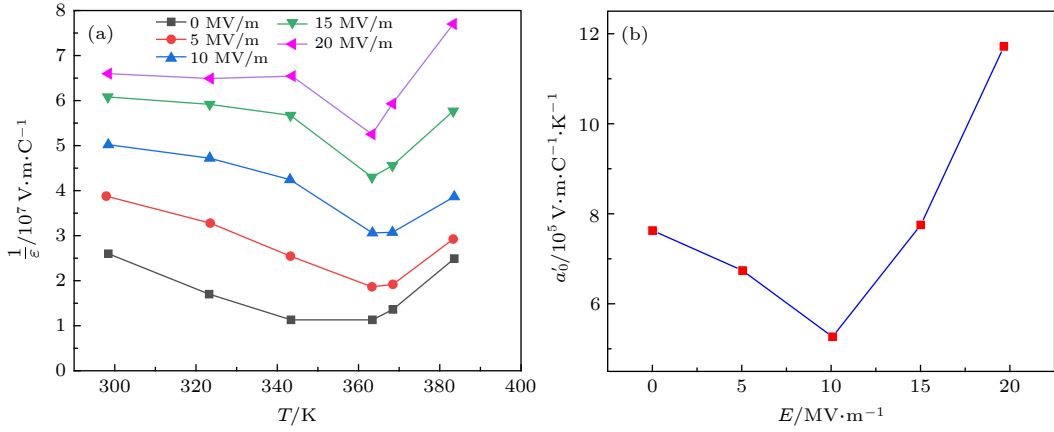 (a)
0 MV/m
5 MV/m
10 MV/m
15 MV/m
20 MV/m
8
7
6
5
4
3
2
1
0
1/ε /10⁷ V·m·C⁻¹
300 320 340 360 380 400
T/K
(b)
12
10
8
6
a′₀/10⁵ V·m·C⁻¹·K⁻¹
0 5 10 15 20
E/MV·m⁻¹